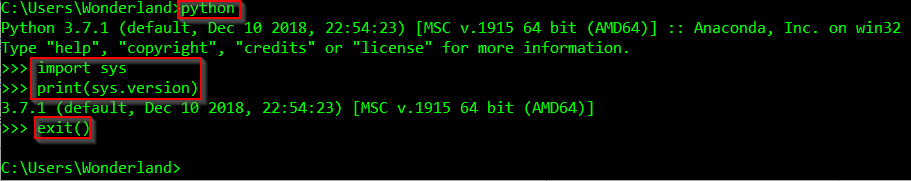 C:\Users\Wonderland>python
Python 3.7.1 (default, Dec 10 2018, 22:54:23) [MSC v.1915 64 bit (AMD64)] :: Anaconda, Inc. on win32
Type "help", "copyright", "credits" or "license" for more information.
>>> import sys
>>> print(sys.version)
3.7.1 (default, Dec 10 2018, 22:54:23) [MSC v.1915 64 bit (AMD64)]
>>> exit()
C:\Users\Wonderland>